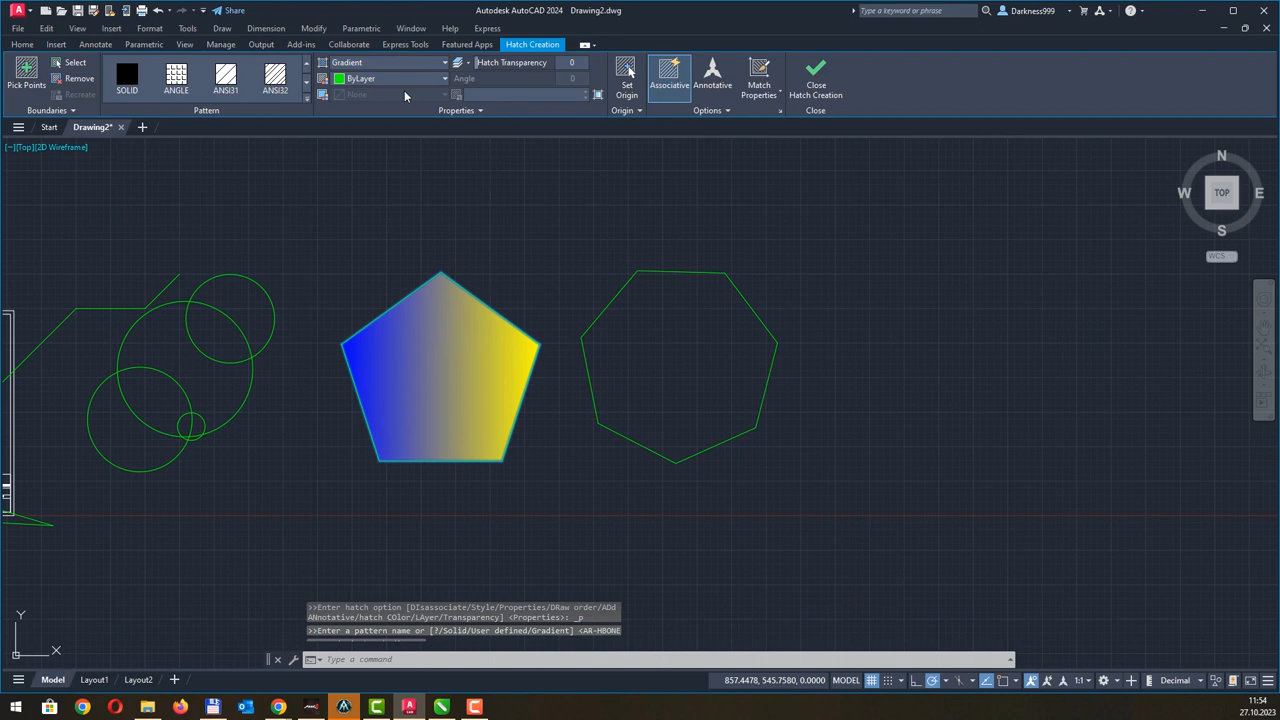 Share
Autodesk AutoCAD 2024 Drawing2.dwg
Type a keyword or phrase
Darkness999
File Edit View Insert Format Tools Draw Dimension Modify Parametric Window Help Express
Home Insert Annotate Parametric View Manage Output Add-ins Collaborate Express Tools Featured Apps Hatch Creation
Pick Points
Select
Remove
Recreate
SOLID ANGLE ANSI31 ANSI32
Gradient
ByLayer
None
Hatch Transparency 0
Angle 0
Set
Origin
Associative Annotative
Match
Properties
Close
Hatch Creation
Boundaries Pattern Properties Origin Options Close
Start Drawing2*
[−][Top][2D Wireframe]
N
W TOP E
S
WCS
>>Enter hatch option [DIsassociate/Style/Properties/DRaw order/ADd
ANnotative/hatch COlor/LAyer/Transparency] <Properties>: _p
>>Enter a pattern name or [?/Solid/User defined/Gradient] <AR-HBONE
Y
X
Type a command
Model Layout1 Layout2
857.4478, 545.7580, 0.0000 MODEL 1:1 Decimal
11:54
27.10.2023